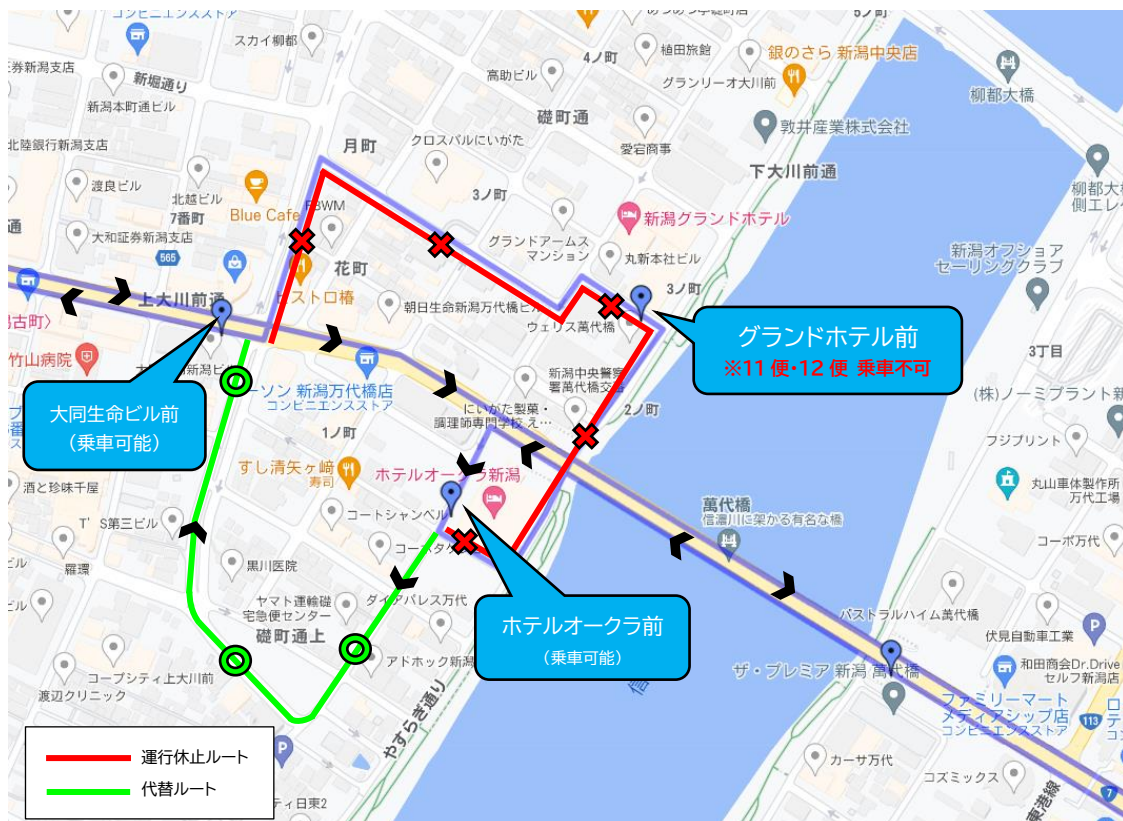 コンビニエンスストア
スカイ柳都
4ノ町
植田旅館
5ノ町
銀のさら 新潟中央店
グランリーオ大川前
柳都大橋
証券新潟支店
新堀通り
高助ビル
新潟本町通ビル
礎町通
敦井産業株式会社
北陸銀行新潟支店
月町
クロスパルにいがた
愛宕商事
下大川前通
渡良ビル
北越ビル
7番町
Blue Cafe
3ノ町
新潟グランドホテル
柳都大
側エレ
大和証券新潟支店
グランドアームス
マンション
丸新本社ビル
新潟オフショア
セーリングクラブ
565
花町
上大川前通
ビストロ椿
朝日生命新潟万代橋ビ
3ノ町
ウェリス萬代橋
グランドホテル前
※11便・12便 乗車不可
古町〉
竹山病院
3丁目
大同生命ビル前
(乗車可能)
ーソン 新潟万代橋店
コンビニエンスストア
新潟中央警察
署萬代橋交
(株)ノーミプラント新
にいがた製菓・
調理師専門学校 え…
2ノ町
1ノ町
フジプリント
すし清矢ヶ﨑
寿司
ホテルオークラ新潟
丸山車体製作所
万代工場
酒と珍味千屋
コートシャンベル
萬代橋
信濃川に架かる有名な橋
T'S第三ビル
コーポ万代
羅環
黒川医院
ダイアパレス万代
ヤマト運輸礎
宅急便センター
ホテルオークラ前
(乗車可能)
パストラルハイム萬代橋
礎町通上
伏見自動車工業
アドホック新潟
コープシティ上大川前
ザ・プレミア 新潟 萬代橋
和田商会Dr.Drive
セルフ新潟店
渡辺クリニック
やすらぎ通り
ファミリーマート
メディアシップ店
コンビニエンスストア
113
運行休止ルート
代替ルート
カーサ万代
コズミックス
7
ティ日東2
東港線